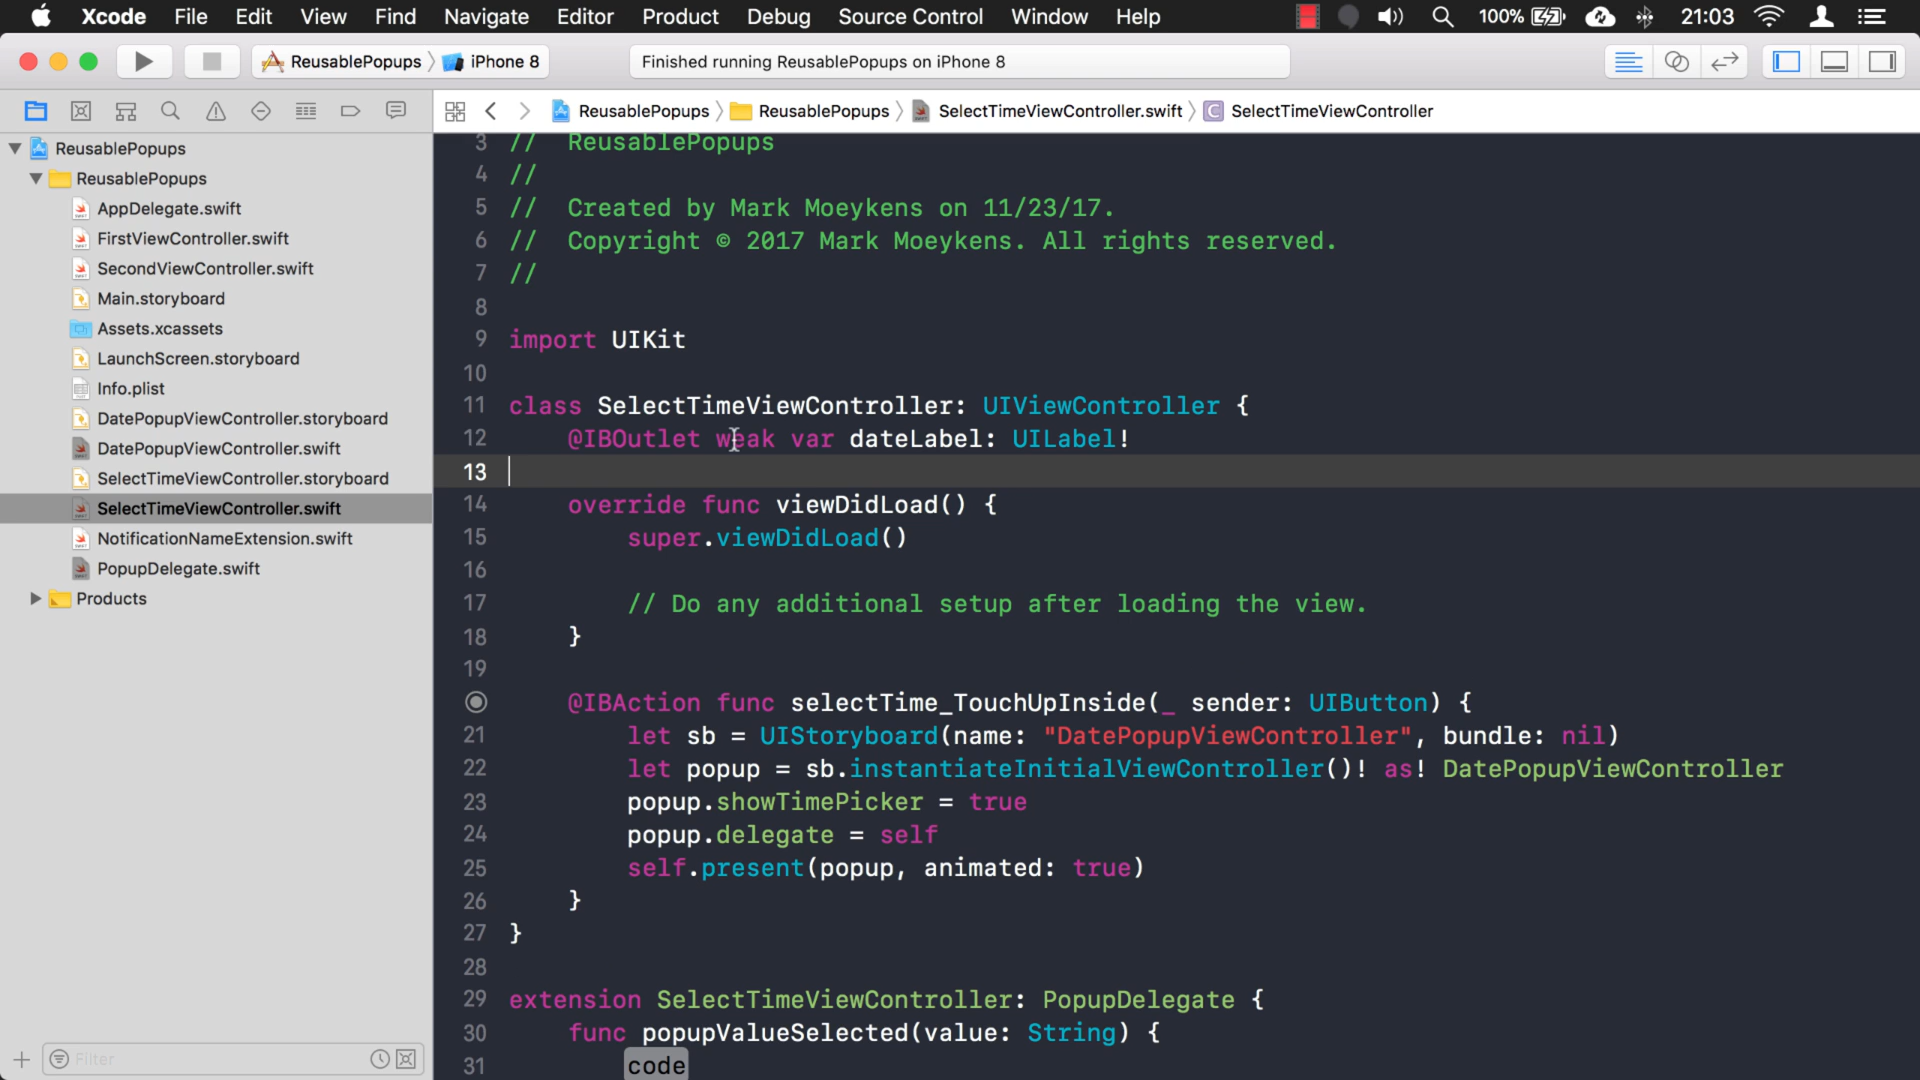 Xcode File Edit View Find Navigate Editor Product Debug Source Control Window Help 100% 21:03
ReusablePopups iPhone 8 Finished running ReusablePopups on iPhone 8
ReusablePopups ReusablePopups SelectTimeViewController.swift C SelectTimeViewController
ReusablePopups
ReusablePopups
AppDelegate.swift
FirstViewController.swift
SecondViewController.swift
Main.storyboard
Assets.xcassets
LaunchScreen.storyboard
Info.plist
DatePopupViewController.storyboard
DatePopupViewController.swift
SelectTimeViewController.storyboard
SelectTimeViewController.swift
NotificationNameExtension.swift
PopupDelegate.swift
Products
Filter
3 // ReusablePopups
4 //
5 // Created by Mark Moeykens on 11/23/17.
6 // Copyright © 2017 Mark Moeykens. All rights reserved.
7 //
8
9 import UIKit
10
11 class SelectTimeViewController: UIViewController {
12 @IBOutlet weak var dateLabel: UILabel!
13
14 override func viewDidLoad() {
15 super.viewDidLoad()
16
17 // Do any additional setup after loading the view.
18 }
19
@IBAction func selectTime_TouchUpInside(_ sender: UIButton) {
21 let sb = UIStoryboard(name: "DatePopupViewController", bundle: nil)
22 let popup = sb.instantiateInitialViewController()! as! DatePopupViewController
23 popup.showTimePicker = true
24 popup.delegate = self
25 self.present(popup, animated: true)
26 }
27 }
28
29 extension SelectTimeViewController: PopupDelegate {
30 func popupValueSelected(value: String) {
31 code